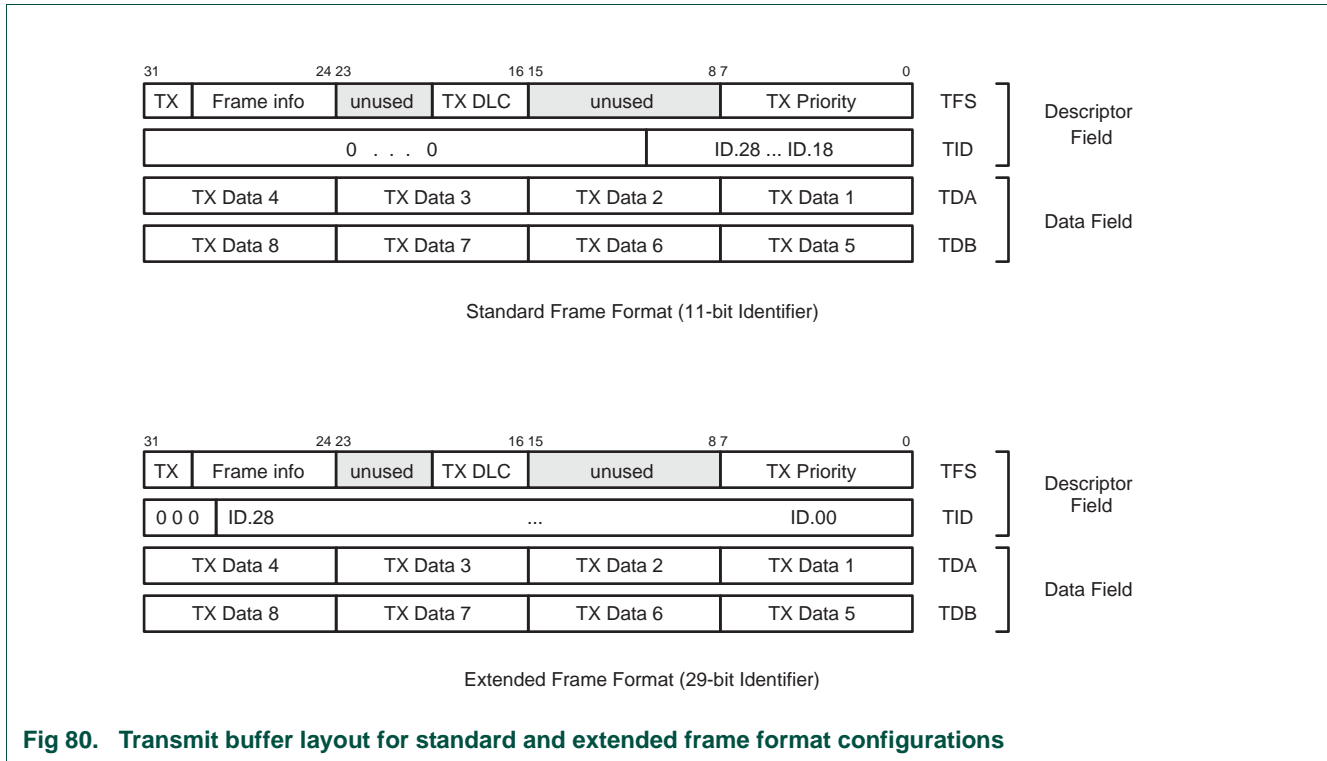 31 24 23 16 15 8 7 0
TX Frame info unused TX DLC unused TX Priority TFS
0 . . . 0 ID.28 ... ID.18 TID
Descriptor
Field
TX Data 4 TX Data 3 TX Data 2 TX Data 1 TDA
TX Data 8 TX Data 7 TX Data 6 TX Data 5 TDB
Data Field
Standard Frame Format (11-bit Identifier)
31 24 23 16 15 8 7 0
TX Frame info unused TX DLC unused TX Priority TFS
0 0 0 ID.28 ... ID.00 TID
Descriptor
Field
TX Data 4 TX Data 3 TX Data 2 TX Data 1 TDA
TX Data 8 TX Data 7 TX Data 6 TX Data 5 TDB
Data Field
Extended Frame Format (29-bit Identifier)
Fig 80. Transmit buffer layout for standard and extended frame format configurations